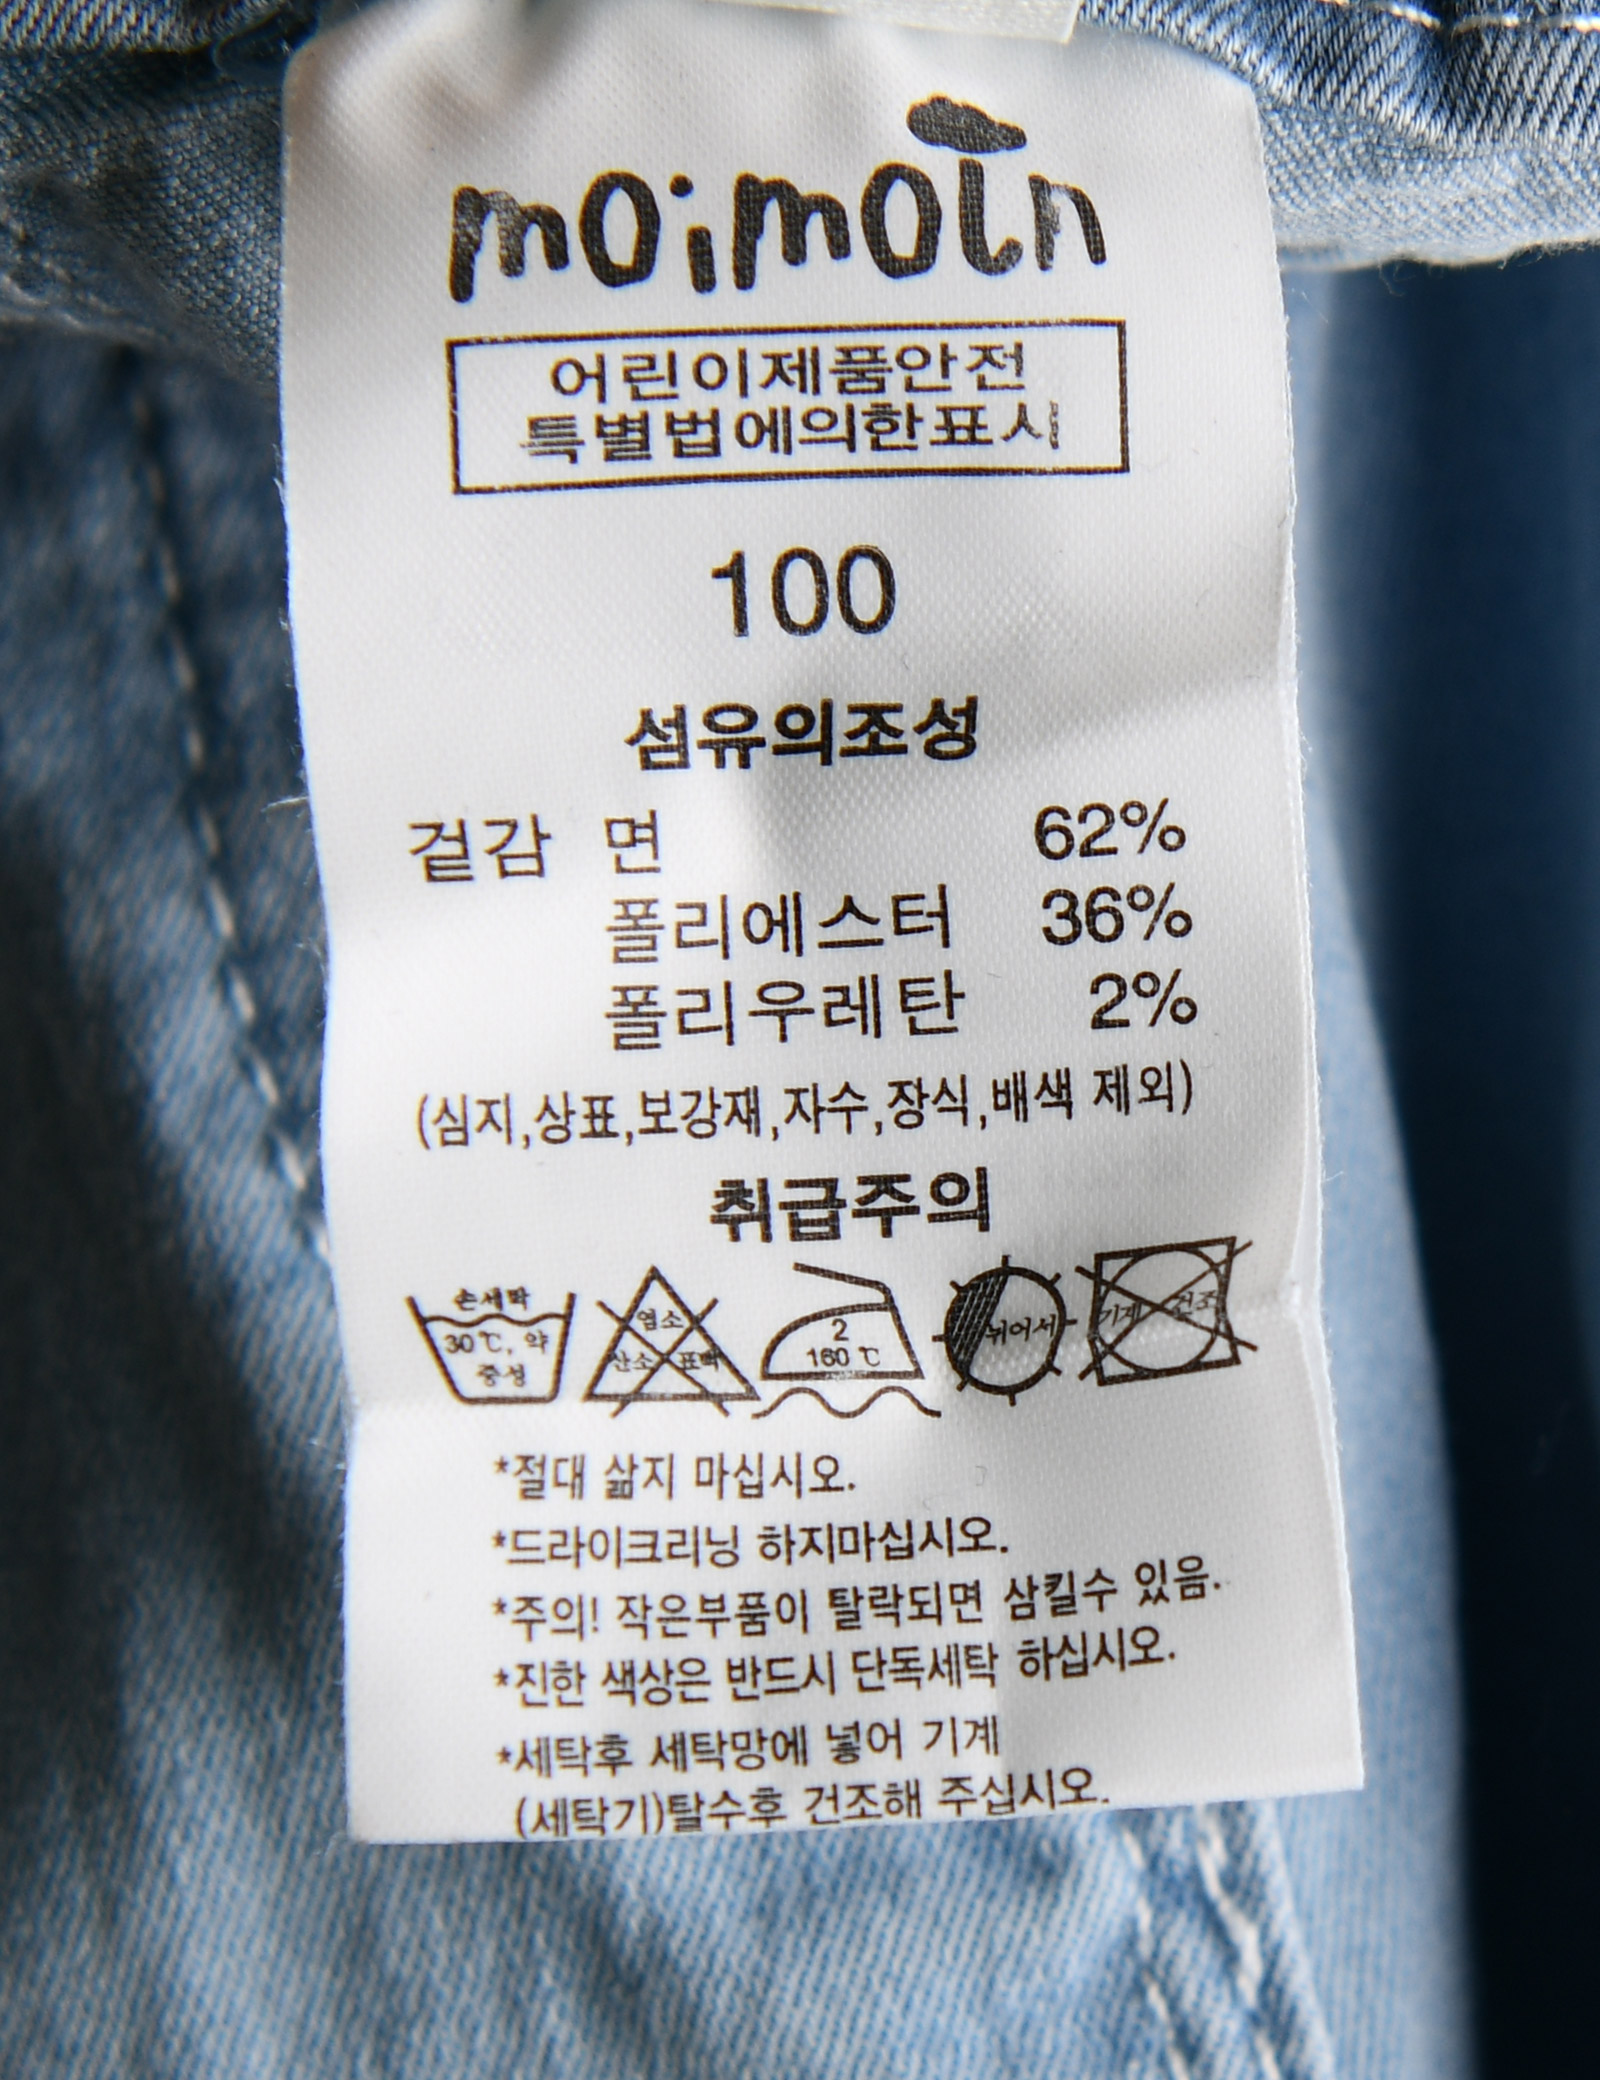 moimoln
어린이제품안전
특별법에의한표시
100
섬유의조성
겉감 면 62%
폴리에스터 36%
폴리우레탄 2%
(심지,상표,보강재,자수,장식,배색 제외)
취급주의
손세탁
30℃, 약
중성
염소
산소 표백
2
160℃
뉘어서
기계 건조
*절대 삶지 마십시오.
*드라이크리닝 하지마십시오.
*주의! 작은부품이 탈락되면 삼킬수 있음.
*진한 색상은 반드시 단독세탁 하십시오.
*세탁후 세탁망에 넣어 기계
(세탁기)탈수후 건조해 주십시오.